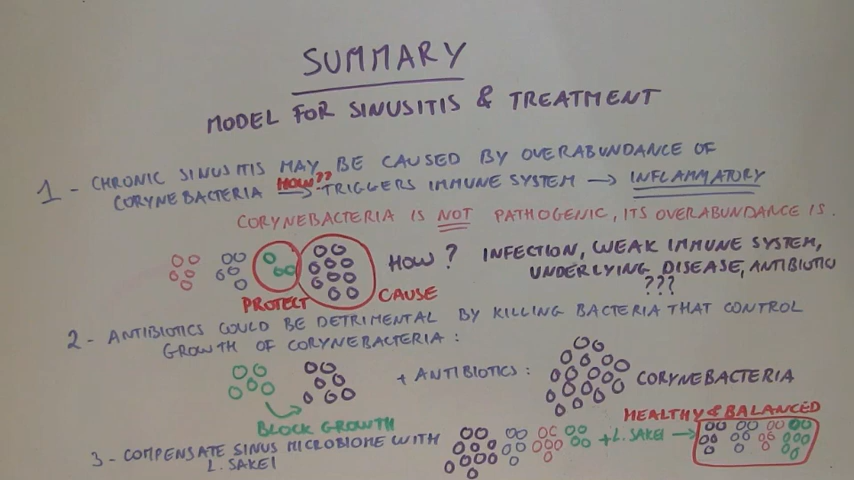 SUMMARY
MODEL FOR SINUSITIS & TREATMENT
1 - CHRONIC SINUSITIS MAY BE CAUSED BY OVERABUNDANCE OF
CORYNEBACTERIA HOW?? → TRIGGERS IMMUNE SYSTEM → INFLAMMATORY
CORYNEBACTERIA IS NOT PATHOGENIC, ITS OVERABUNDANCE IS.
HOW? INFECTION, WEAK IMMUNE SYSTEM,
UNDERLYING DISEASE, ANTIBIOTIC
???
PROTECT CAUSE
2 - ANTIBIOTICS COULD BE DETRIMENTAL BY KILLING BACTERIA THAT CONTROL
GROWTH OF CORYNEBACTERIA:
+ ANTIBIOTICS: CORYNEBACTERIA
BLOCK GROWTH
HEALTHY & BALANCED
3 - COMPENSATE SINUS MICROBIOME WITH
L. SAKEI
+ L. SAKEI →